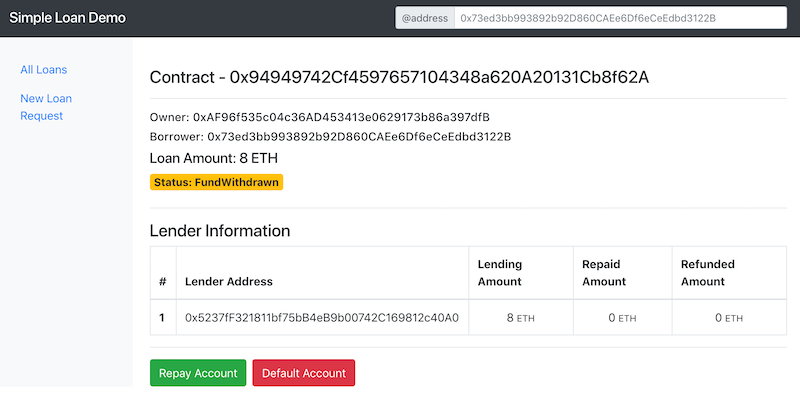 Simple Loan Demo
@address 0x73ed3bb993892b92D860CAEe6Df6eCeEdbd3122B
All Loans
New Loan
Request
Contract - 0x94949742Cf4597657104348a620A20131Cb8f62A
Owner: 0xAF96f535c04c36AD453413e0629173b86a397dfB
Borrower: 0x73ed3bb993892b92D860CAEe6Df6eCeEdbd3122B
Loan Amount: 8 ETH
Status: FundWithdrawn
Lender Information
# Lender Address Lending Amount Repaid Amount Refunded Amount
1 0x5237fF321811bf75bB4eB9b00742C169812c40A0 8 ETH 0 ETH 0 ETH
Repay Account Default Account